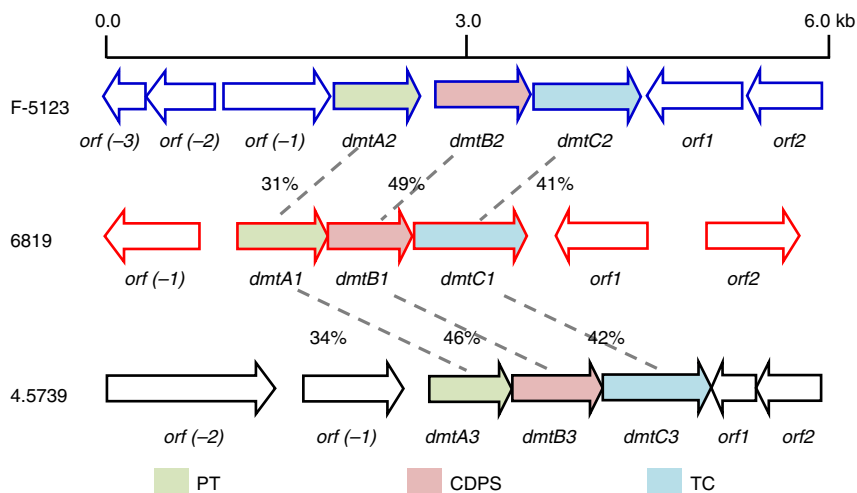 0.0 3.0 6.0 kb
F-5123
orf (–3) orf (–2) orf (–1) dmtA2 dmtB2 dmtC2 orf1 orf2
31% 49% 41%
6819
orf (–1) dmtA1 dmtB1 dmtC1 orf1 orf2
34% 46% 42%
4.5739
orf (–2) orf (–1) dmtA3 dmtB3 dmtC3 orf1 orf2
PT CDPS TC